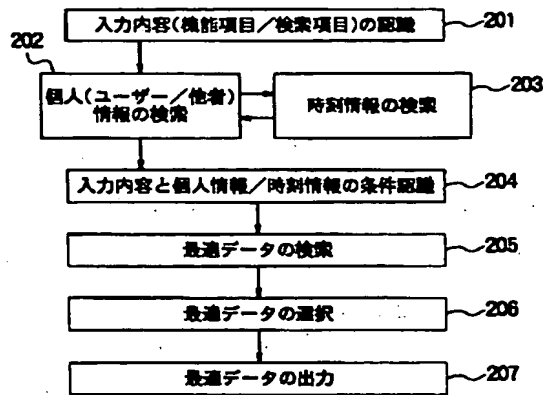 入力内容(機能項目／検索項目)の認識
201
202
個人(ユーザー／他者)
情報の検索
時刻情報の検索
203
入力内容と個人情報／時刻情報の条件認識
204
最適データの検索
205
最適データの選択
206
最適データの出力
207